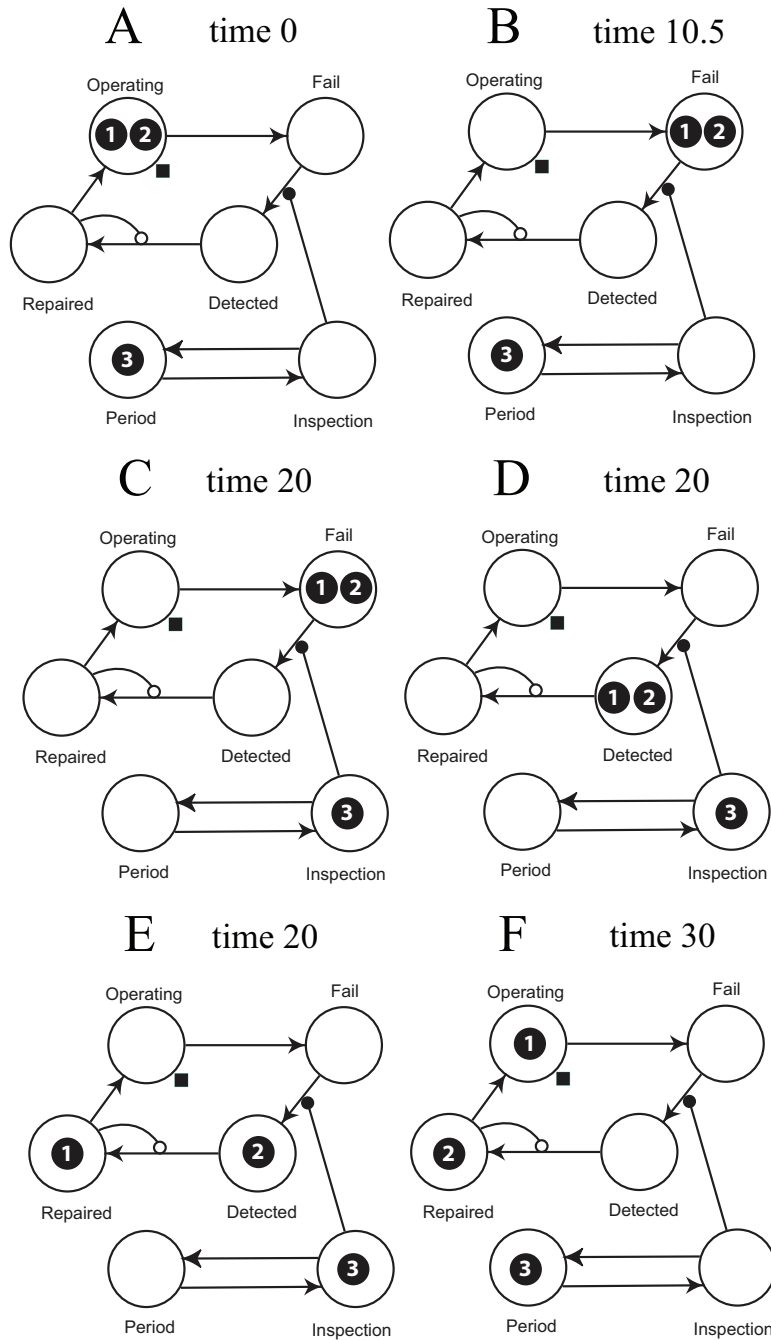 A time 0
B time 10.5
Operating
Fail
1 2
Repaired
Detected
3
Period
Inspection
Operating
Fail
1 2
Repaired
Detected
3
Period
Inspection
C time 20
D time 20
Operating
Fail
1 2
Repaired
Detected
3
Period
Inspection
Operating
Fail
1 2
Repaired
Detected
3
Period
Inspection
E time 20
F time 30
Operating
Fail
1
2
Repaired
Detected
3
Period
Inspection
Operating
Fail
1
2
Repaired
Detected
3
Period
Inspection